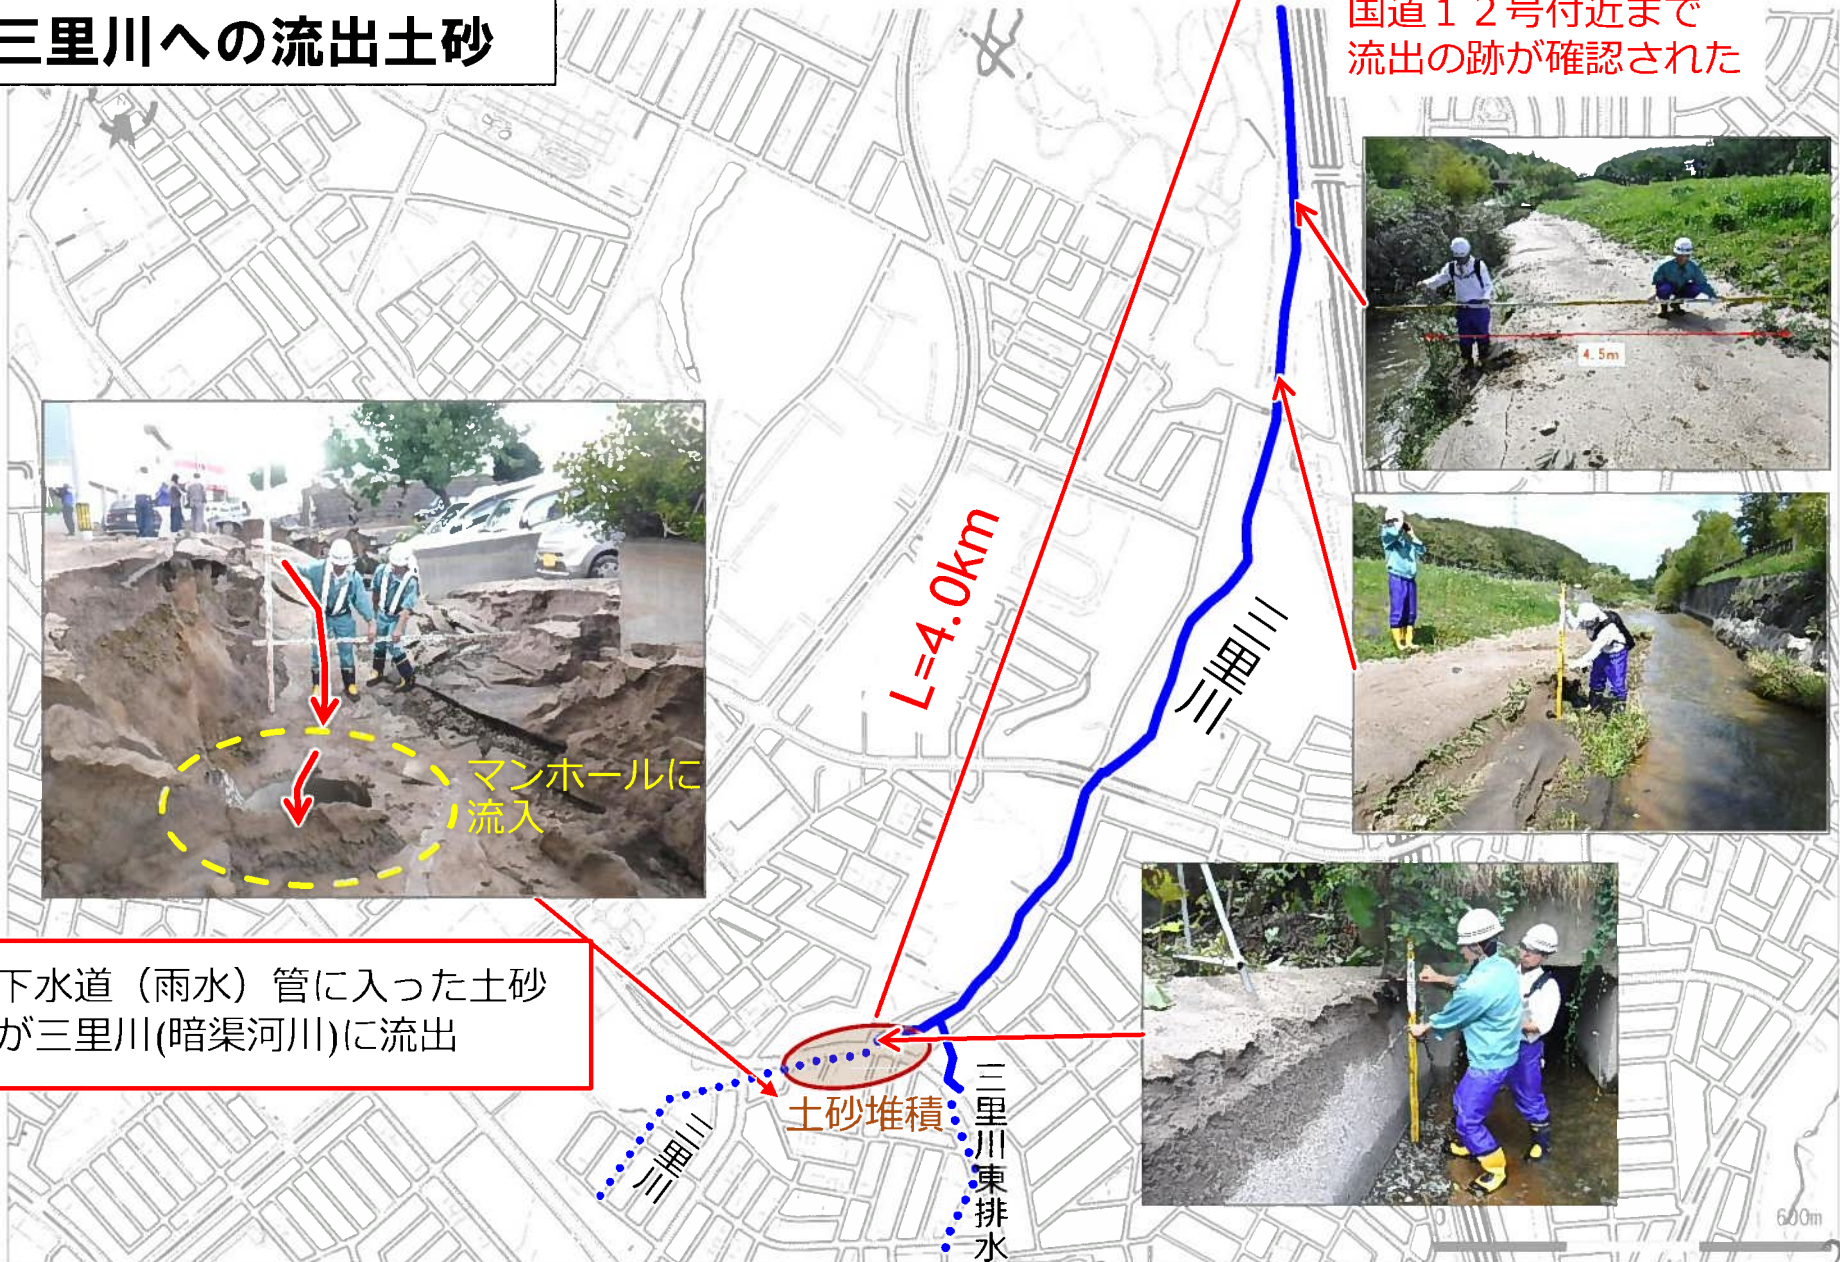 三里川への流出土砂
国道１２号付近まで
流出の跡が確認された
4.5m
L=4.0km
三里川
マンホールに
流入
下水道（雨水）管に入った土砂
が三里川(暗渠河川)に流出
土砂堆積
三里川
三里川東排水
0
600m